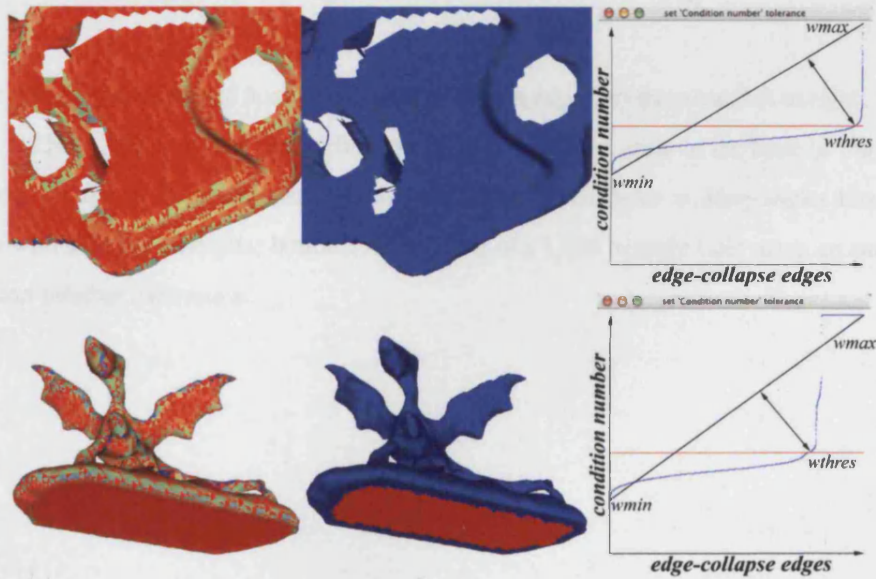 set 'Condition number' tolerance
wmax
condition number
wthres
wmin
edge-collapse edges
set 'Condition number' tolerance
wmax
condition number
wthres
wmin
edge-collapse edges